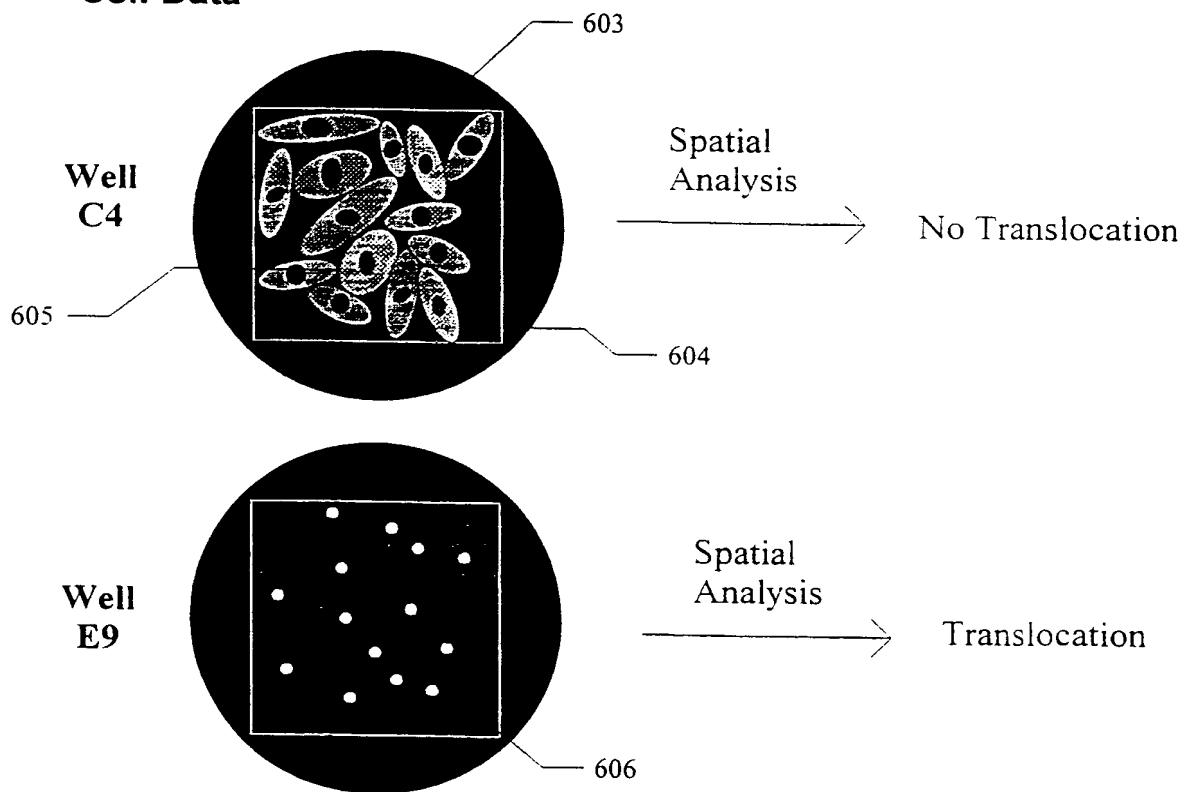 Cell Data
603
Well
C4
Spatial
Analysis
No Translocation
605
604
Well
E9
Spatial
Analysis
Translocation
606